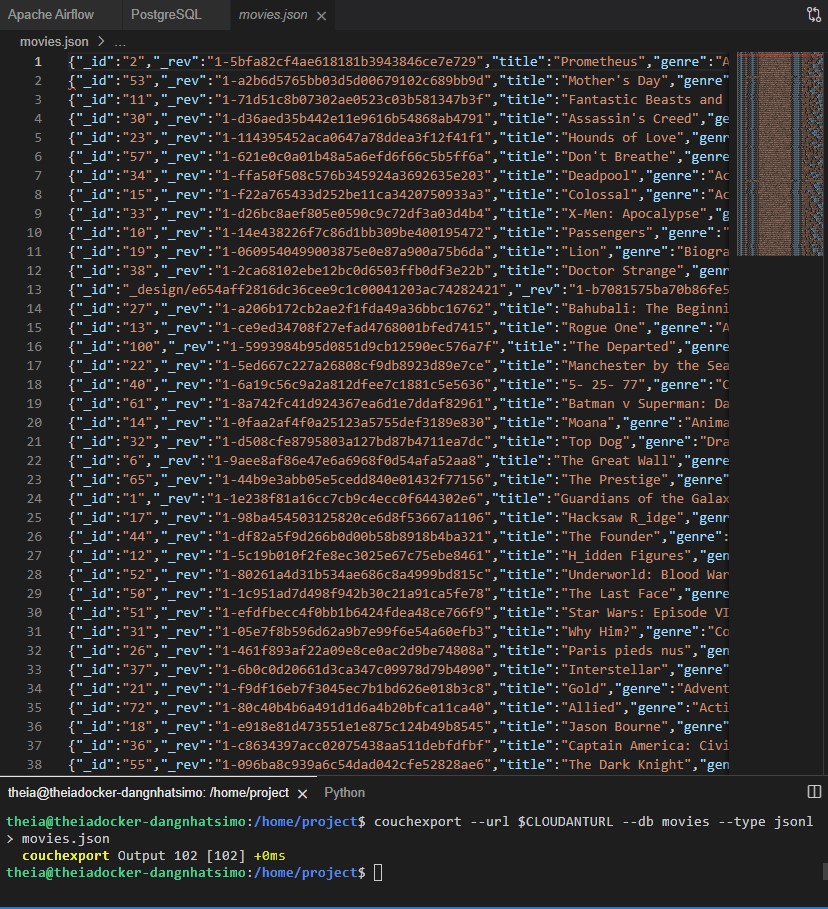 Apache Airflow PostgreSQL movies.json
movies.json > ...
1 {"_id":"2","_rev":"1-5bfa82cf4ae618181b3943846ce7e729","title":"Prometheus","genre":"A
2 {"_id":"53","_rev":"1-a2b6d5765bb03d5d00679102c689bb9d","title":"Mother's Day","genre"
3 {"_id":"11","_rev":"1-71d51c8b07302ae0523c03b581347b3f","title":"Fantastic Beasts and
4 {"_id":"30","_rev":"1-d36aed35b442e11e9616b54868ab4791","title":"Assassin's Creed","ge
5 {"_id":"23","_rev":"1-114395452aca0647a78ddea3f12f41f1","title":"Hounds of Love","genr
6 {"_id":"57","_rev":"1-621e0c0a01b48a5a6efd6f66c5b5ff6a","title":"Don't Breathe","genre
7 {"_id":"34","_rev":"1-ffa50f508c576b345924a3692635e203","title":"Deadpool","genre":"Ac
8 {"_id":"15","_rev":"1-f22a765433d252be11ca3420750933a3","title":"Colossal","genre":"Ac
9 {"_id":"33","_rev":"1-d26bc8aef805e0590c9c72df3a03d4b4","title":"X-Men: Apocalypse","g
10 {"_id":"10","_rev":"1-14e438226f7c86d1bb309be400195472","title":"Passengers","genre":"
11 {"_id":"19","_rev":"1-0609540499003875e0e87a900a75b6da","title":"Lion","genre":"Biogra
12 {"_id":"38","_rev":"1-2ca68102ebe12bc0d6503ffb0df3e22b","title":"Doctor Strange","genr
13 {"_id":"_design/e654aff2816dc36cee9c1c00041203ac74282421","_rev":"1-b7081575ba70b86fe5
14 {"_id":"27","_rev":"1-a206b172cb2ae2f1fda49a36bbc16762","title":"Bahubali: The Beginni
15 {"_id":"13","_rev":"1-ce9ed34708f27efad4768001bfed7415","title":"Rogue One","genre":"A
16 {"_id":"100","_rev":"1-5993984b95d0851d9cb12590ec576a7f","title":"The Departed","genre
17 {"_id":"22","_rev":"1-5ed667c227a26808cf9db8923d89e7ce","title":"Manchester by the Sea
18 {"_id":"40","_rev":"1-6a19c56c9a2a812dfee7c1881c5e5636","title":"5- 25- 77","genre":"C
19 {"_id":"61","_rev":"1-8a742fc41d924367ea6d1e7ddaf82961","title":"Batman v Superman: Da
20 {"_id":"14","_rev":"1-0faa2af4f0a25123a5755def3189e830","title":"Moana","genre":"Anima
21 {"_id":"32","_rev":"1-d508cfe8795803a127bd87b4711ea7dc","title":"Top Dog","genre":"Dra
22 {"_id":"6","_rev":"1-9aee8af86e47e6a6968f0d54afa52aa8","title":"The Great Wall","genre
23 {"_id":"65","_rev":"1-44b9e3abb05e5cedd840e01432f77156","title":"The Prestige","genre"
24 {"_id":"1","_rev":"1-1e238f81a16cc7cb9c4ecc0f644302e6","title":"Guardians of the Galax
25 {"_id":"17","_rev":"1-98ba454503125820ce6d8f53667a1106","title":"Hacksaw R_idge","genr
26 {"_id":"44","_rev":"1-df82a5f9d266b0d00b58b8918b4ba321","title":"The Founder","genre":
27 {"_id":"12","_rev":"1-5c19b010f2fe8ec3025e67c75ebe8461","title":"H_idden Figures","gen
28 {"_id":"52","_rev":"1-80261a4d31b534ae686c8a4999bd815c","title":"Underworld: Blood War
29 {"_id":"50","_rev":"1-1c951ad7d498f942b30c21a91ca5fe78","title":"The Last Face","genre
30 {"_id":"51","_rev":"1-efdfbecc4f0bb1b6424fdea48ce766f9","title":"Star Wars: Episode VI
31 {"_id":"31","_rev":"1-05e7f8b596d62a9b7e99f6e54a60efb3","title":"Why Him?","genre":"Co
32 {"_id":"26","_rev":"1-461f893af22a09e8ce0ac2d9be74808a","title":"Paris pieds nus","gen
33 {"_id":"37","_rev":"1-6b0c0d20661d3ca347c09978d79b4090","title":"Interstellar","genre"
34 {"_id":"21","_rev":"1-f9df16eb7f3045ec7b1bd626e018b3c8","title":"Gold","genre":"Advent
35 {"_id":"72","_rev":"1-80c40b4b6a491d1d6a4b20bfca11ca40","title":"Allied","genre":"Acti
36 {"_id":"18","_rev":"1-e918e81d473551e1e875c124b49b8545","title":"Jason Bourne","genre"
37 {"_id":"36","_rev":"1-c8634397acc02075438aa511debfdfbf","title":"Captain America: Civi
38 {"_id":"55","_rev":"1-096ba8c939a6c54dad042cfe52828ae6","title":"The Dark Knight","gen
theia@theiadocker-dangnhatsimo: /home/project Python
theia@theiadocker-dangnhatsimo:/home/project$ couchexport --url $CLOUDANTURL --db movies --type jsonl
> movies.json
couchexport Output 102 [102] +0ms
theia@theiadocker-dangnhatsimo:/home/project$